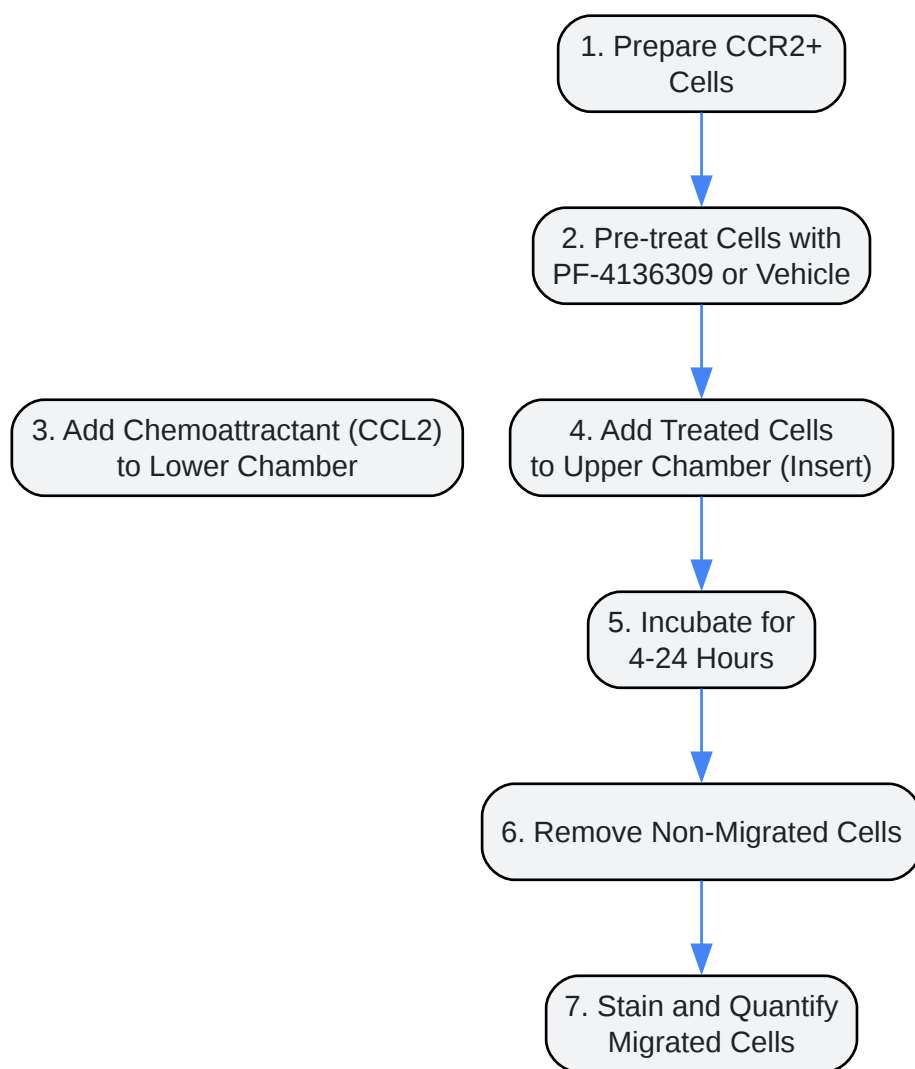 1. Prepare CCR2+
Cells
2. Pre-treat Cells with
PF-4136309 or Vehicle
3. Add Chemoattractant (CCL2)
to Lower Chamber
4. Add Treated Cells
to Upper Chamber (Insert)
5. Incubate for
4-24 Hours
6. Remove Non-Migrated Cells
7. Stain and Quantify
Migrated Cells